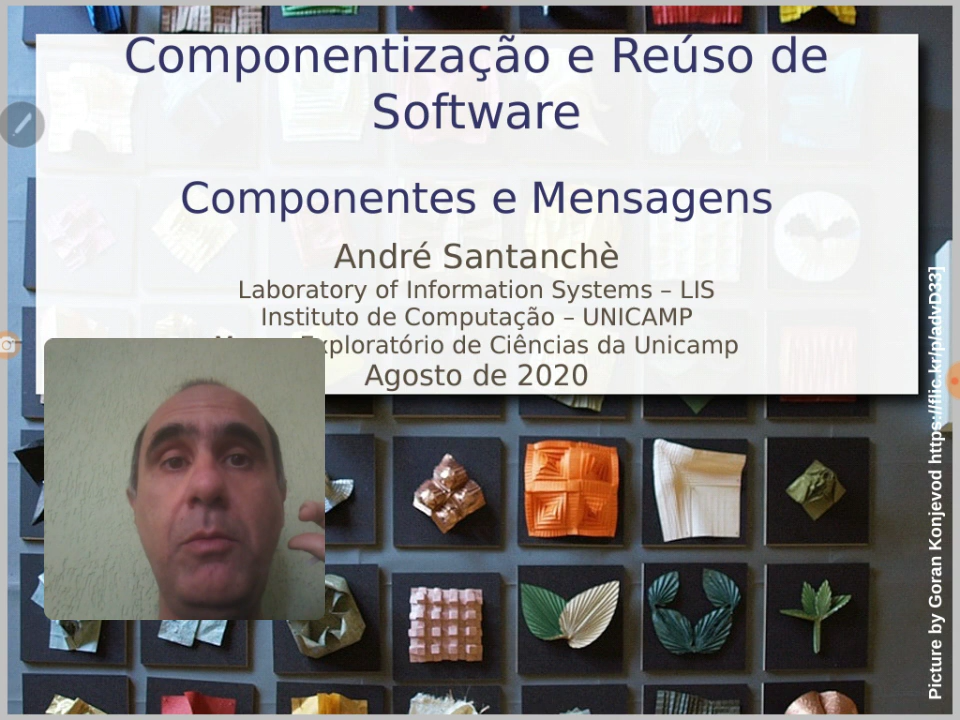 Componentização e Reúso de
Software
Componentes e Mensagens
André Santanchè
Laboratory of Information Systems – LIS
Instituto de Computação – UNICAMP
Exploratório de Ciências da Unicamp
Agosto de 2020
Picture by Goran Konjevod https://flic.kr/p/advD33]